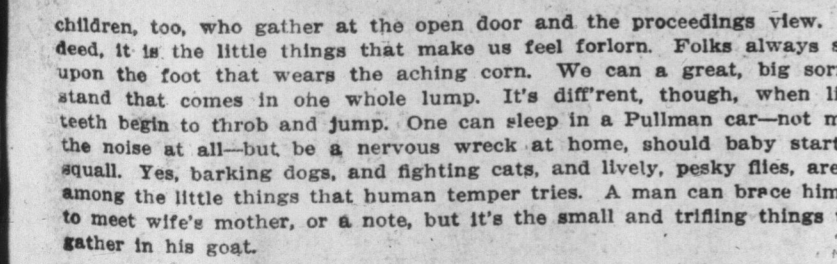 children, too, who gather at the open door and the proceedings view.
deed, it is the little things that make us feel forlorn. Folks always s
upon the foot that wears the aching corn. We can a great, big sor
stand that comes in one whole lump. It's diff'rent, though, when li
teeth begin to throb and jump. One can sleep in a Pullman car—not m
the noise at all—but be a nervous wreck at home, should baby start
squall. Yes, barking dogs, and fighting cats, and lively, pesky flies, are
among the little things that human temper tries. A man can brace him
to meet wife's mother, or a note, but it's the small and trifling things
gather in his goat.